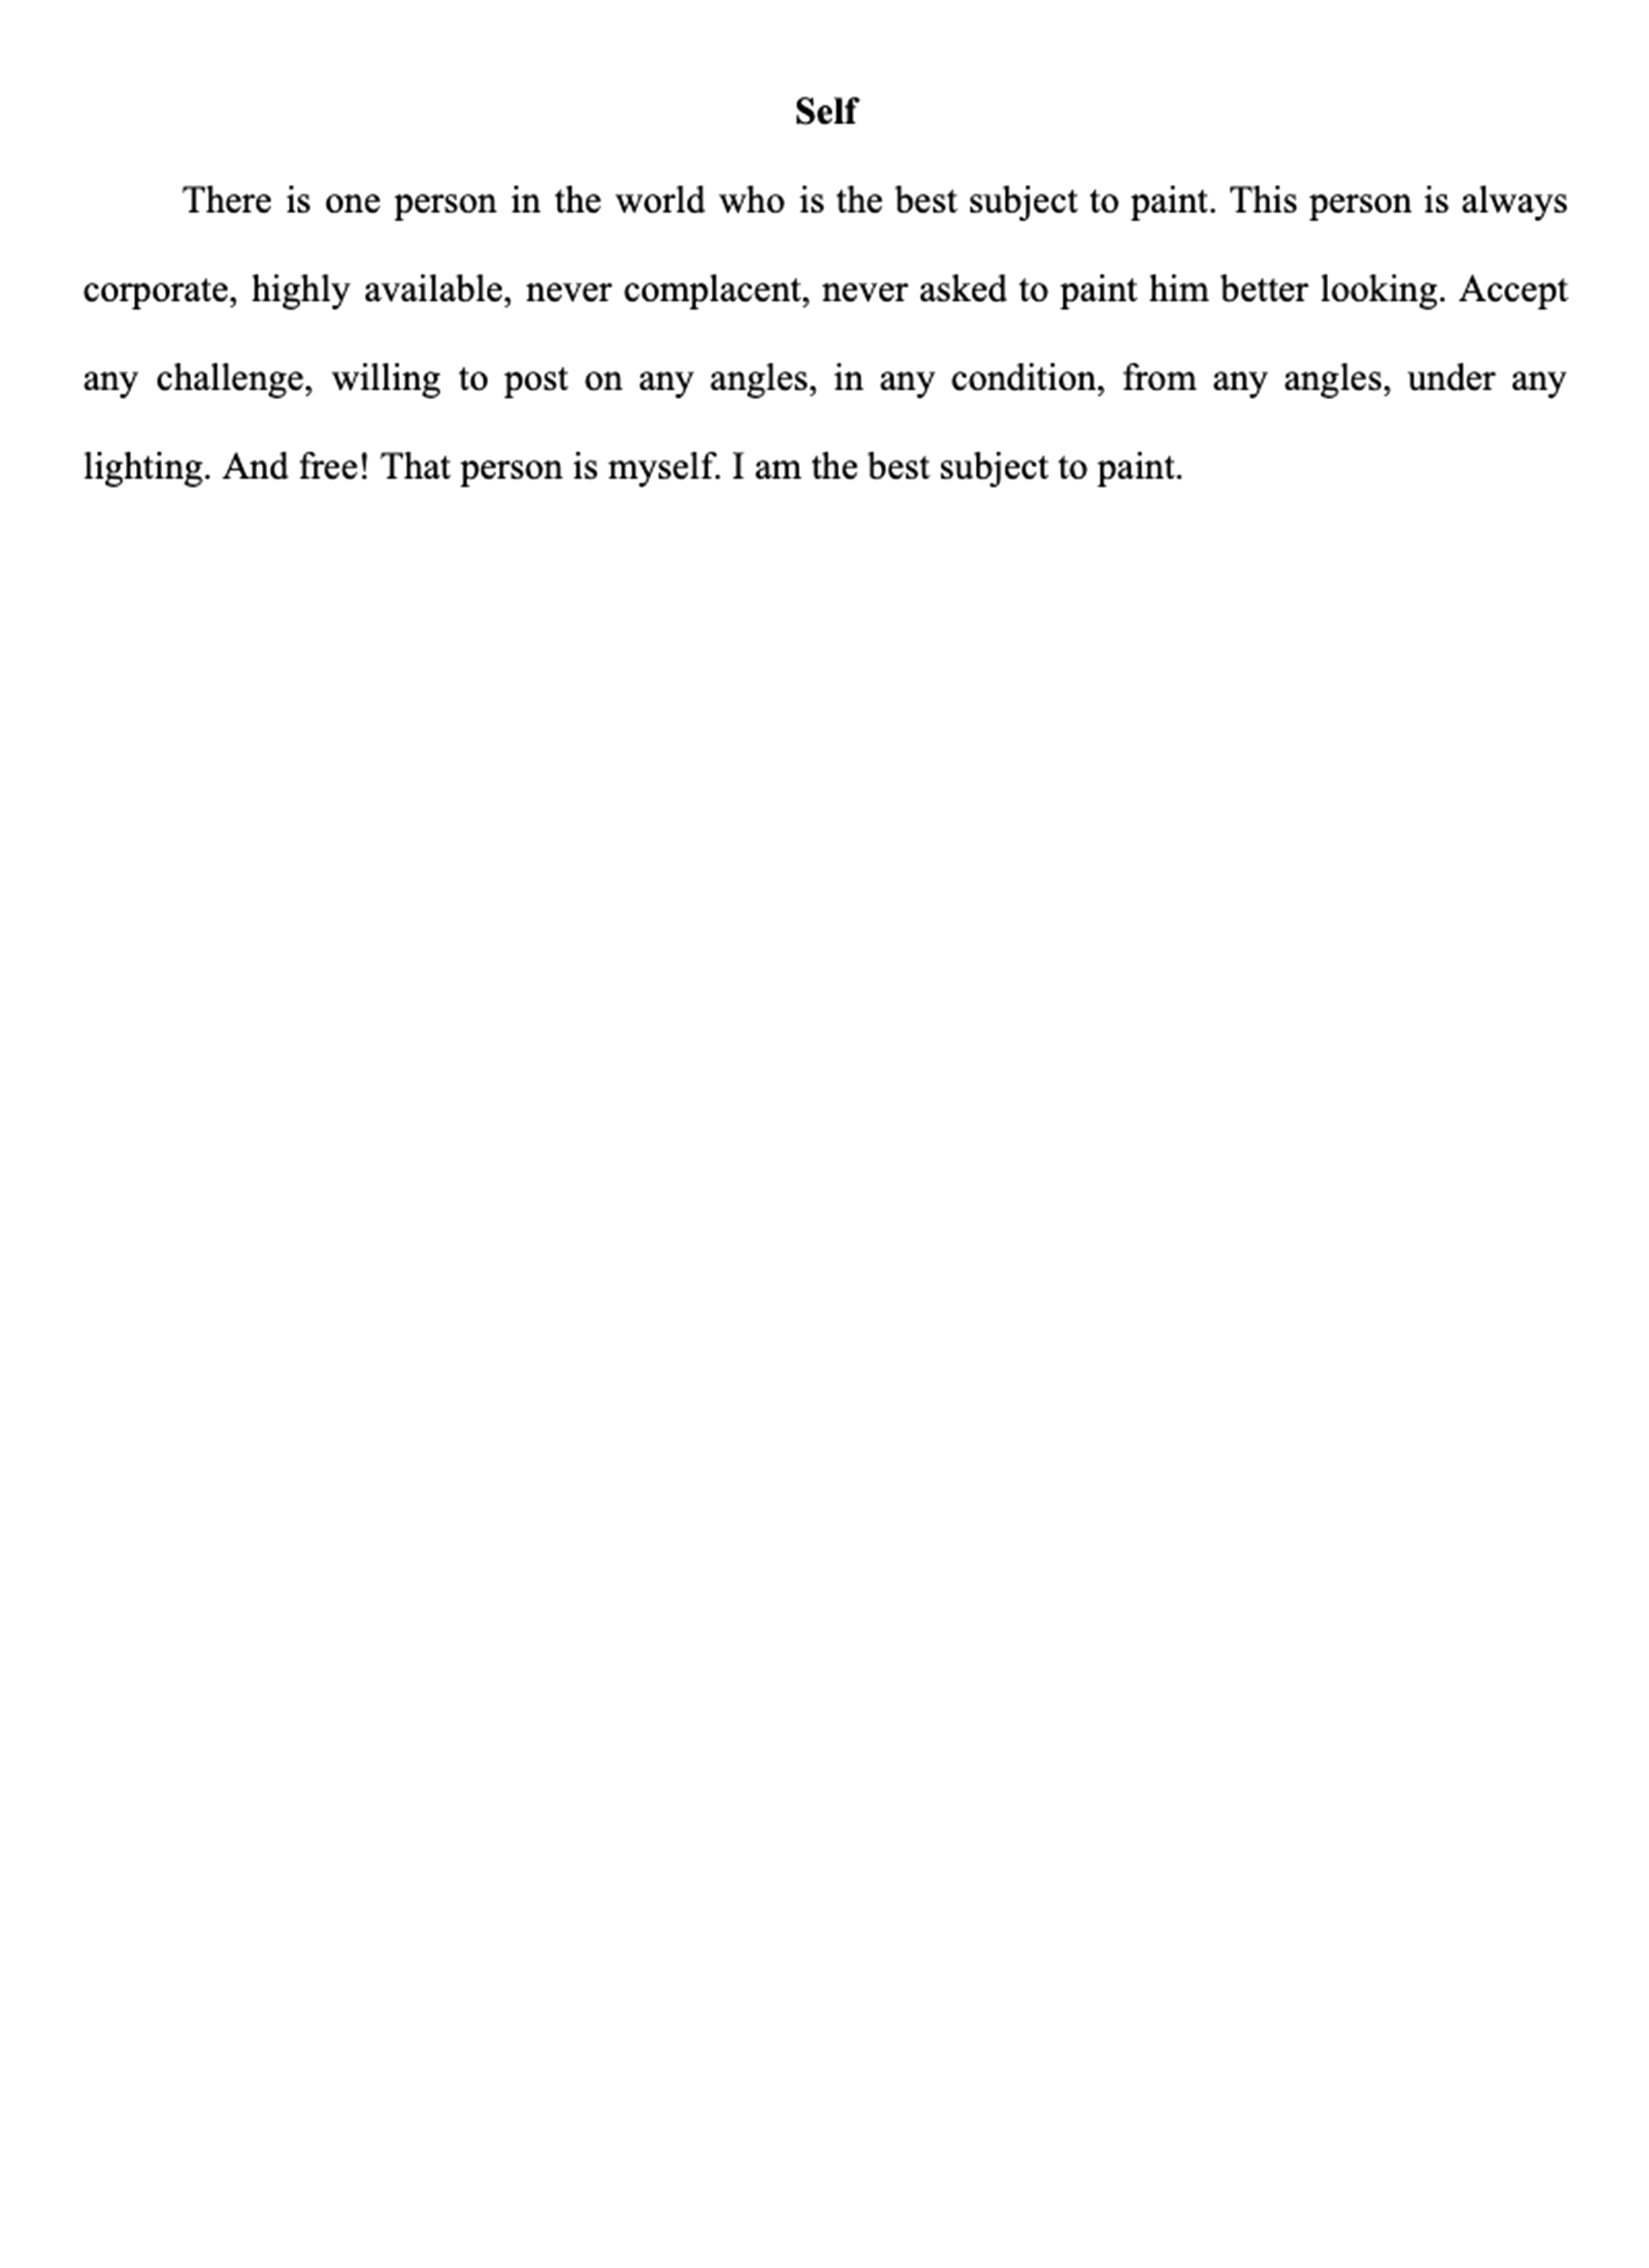 Self
There is one person in the world who is the best subject to paint. This person is always
corporate, highly available, never complacent, never asked to paint him better looking. Accept
any challenge, willing to post on any angles, in any condition, from any angles, under any
lighting. And free! That person is myself. I am the best subject to paint.